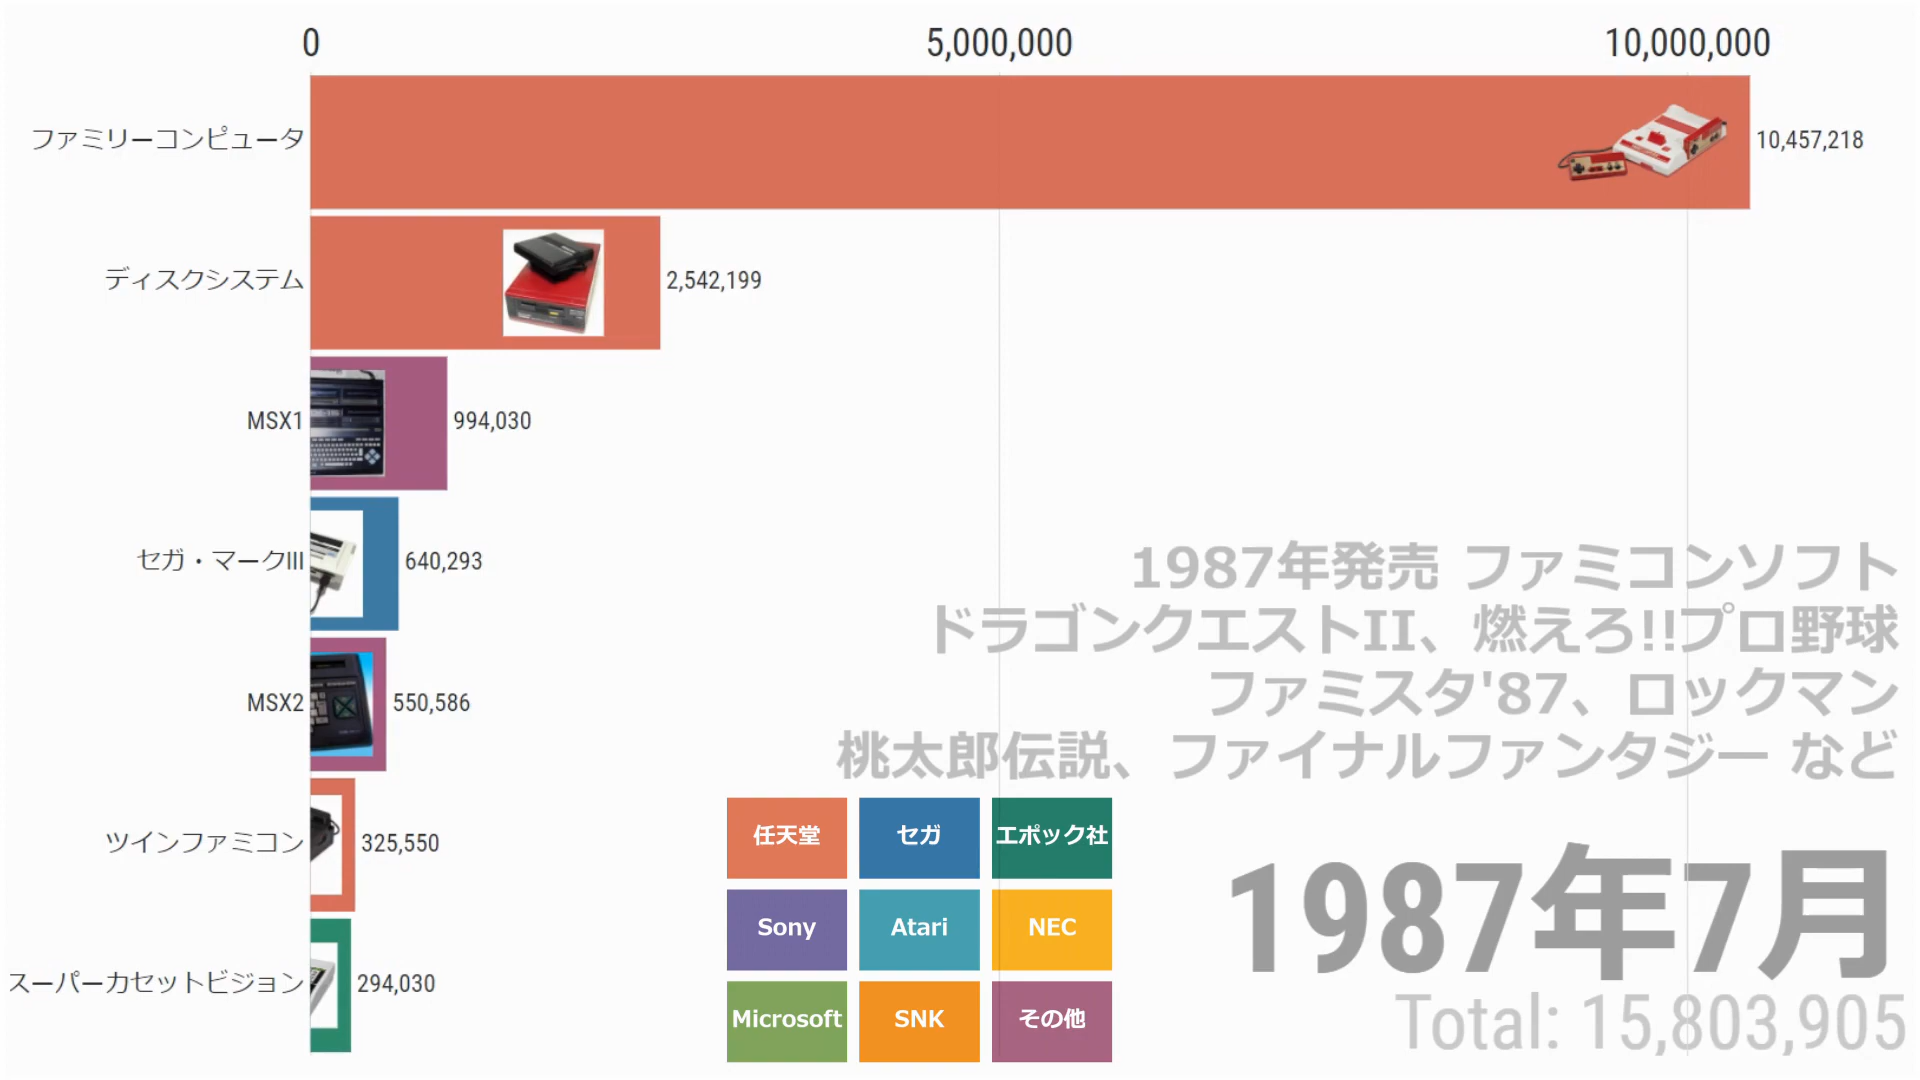 0 5,000,000 10,000,000
ファミリーコンピュータ 10,457,218
ディスクシステム 2,542,199
MSX1 994,030
セガ・マークIII 640,293
MSX2 550,586
ツインファミコン 325,550
スーパーカセットビジョン 294,030
1987年発売 ファミコンソフト
ドラゴンクエストII、燃えろ!!プロ野球
ファミスタ'87、ロックマン
桃太郎伝説、ファイナルファンタジー など
任天堂 セガ エポック社
Sony Atari NEC
Microsoft SNK その他
1987年7月
Total: 15,803,905